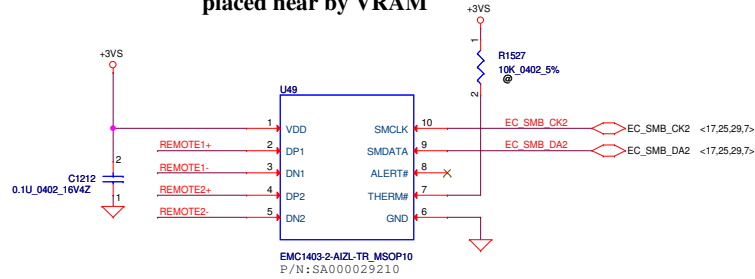 placed near by VRAM
+3VS
+3VS
1
R1527
10K_0402_5%
@
2
U49
1 VDD
SMCLK 10 EC_SMB_CK2 EC_SMB_CK2 <17,25,29,7>
REMOTE1+ 2 DP1
SMDATA 9 EC_SMB_DA2 EC_SMB_DA2 <17,25,29,7>
REMOTE1- 3 DN1
ALERT# 8
REMOTE2+ 4 DP2
THERM# 7
REMOTE2- 5 DN2
GND 6
2
C1212
0.1U_0402_16V4Z
1
EMC1403-2-AIZL-TR_MSOP10
P/N:SA000029210